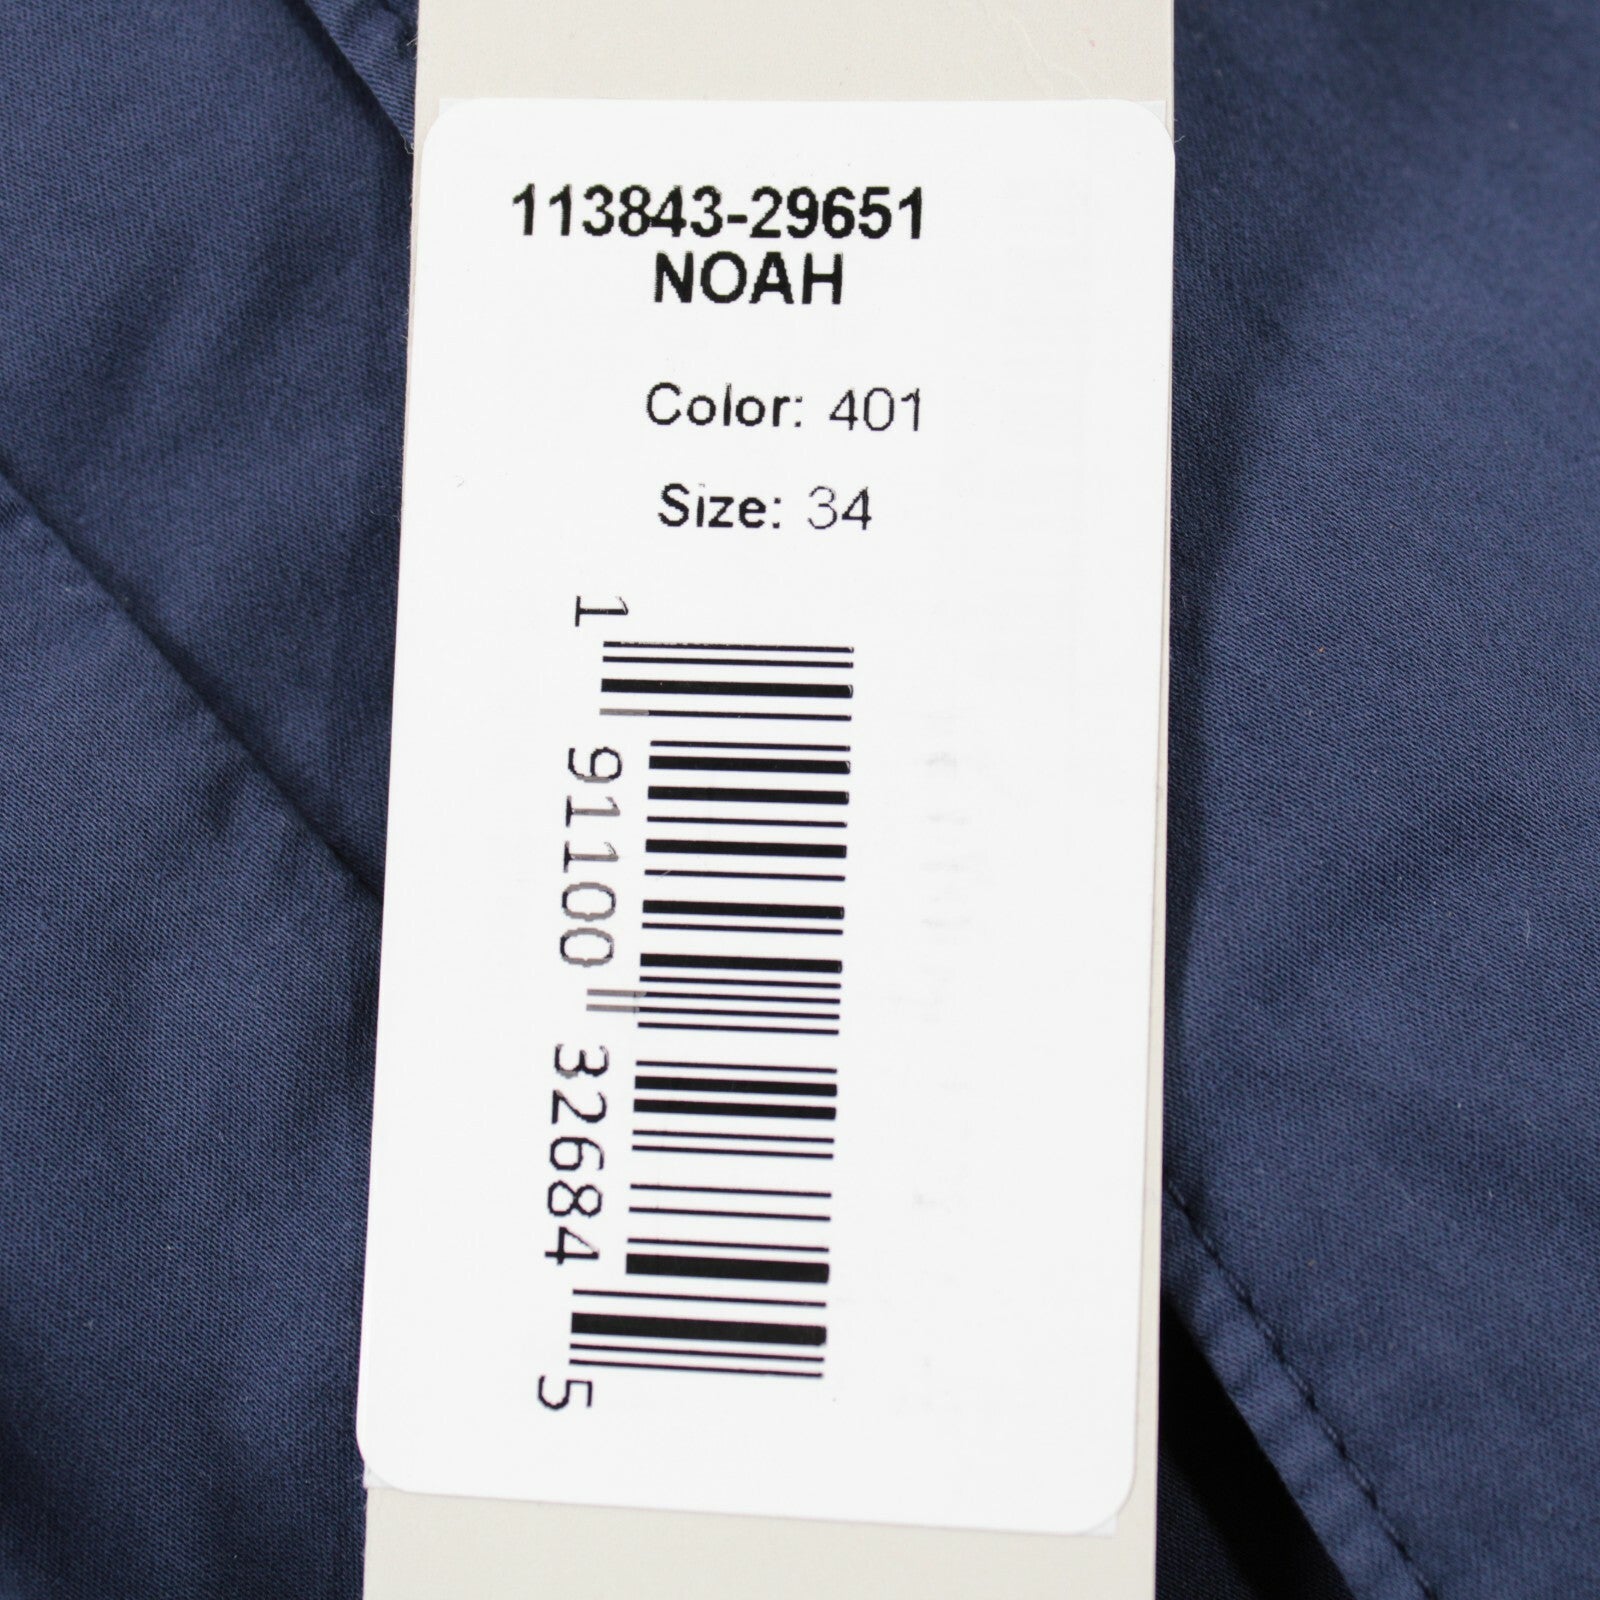 113843-29651
NOAH
Color: 401
Size: 34
1 91100 32684 5